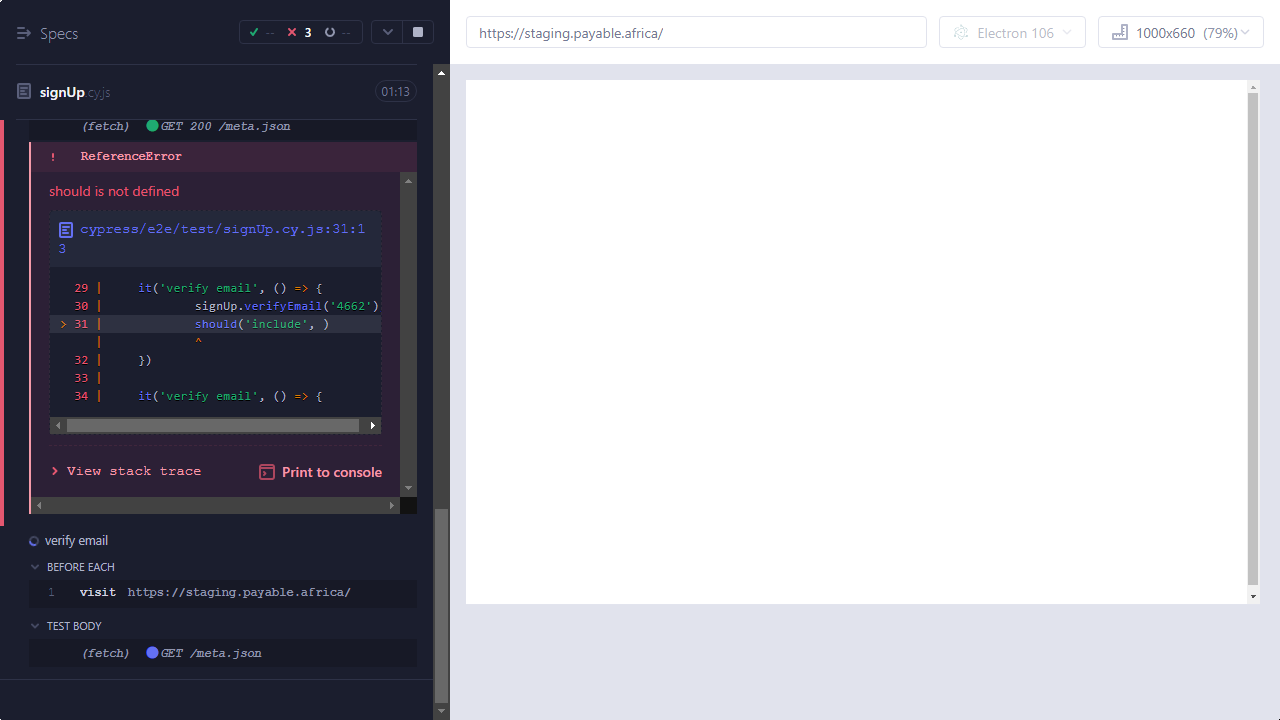 Specs
-- 3 --
signUp.cy.js 01:13
https://staging.payable.africa/
Electron 106
1000x660 (79%)
(fetch) GET 200 /meta.json
! ReferenceError
should is not defined
cypress/e2e/test/signUp.cy.js:31:1
3
29 | it('verify email', () => {
30 | signUp.verifyEmail('4662')
> 31 | should('include', )
| ^
32 | })
33 |
34 | it('verify email', () => {
> View stack trace Print to console
verify email
BEFORE EACH
1 visit https://staging.payable.africa/
TEST BODY
(fetch) GET /meta.json